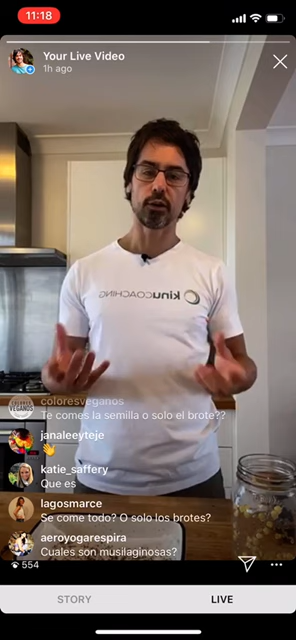 11:18
Your Live Video
1h ago
kinuCOACHING
coloresveganos
Te comes la semilla o solo el brote??
janaleeyteje
👋
katie_saffery
Que es
lagosmarce
Se come todo? O solo los brotes?
aeroyogarespira
Cuales son musilaginosas?
554
STORY LIVE